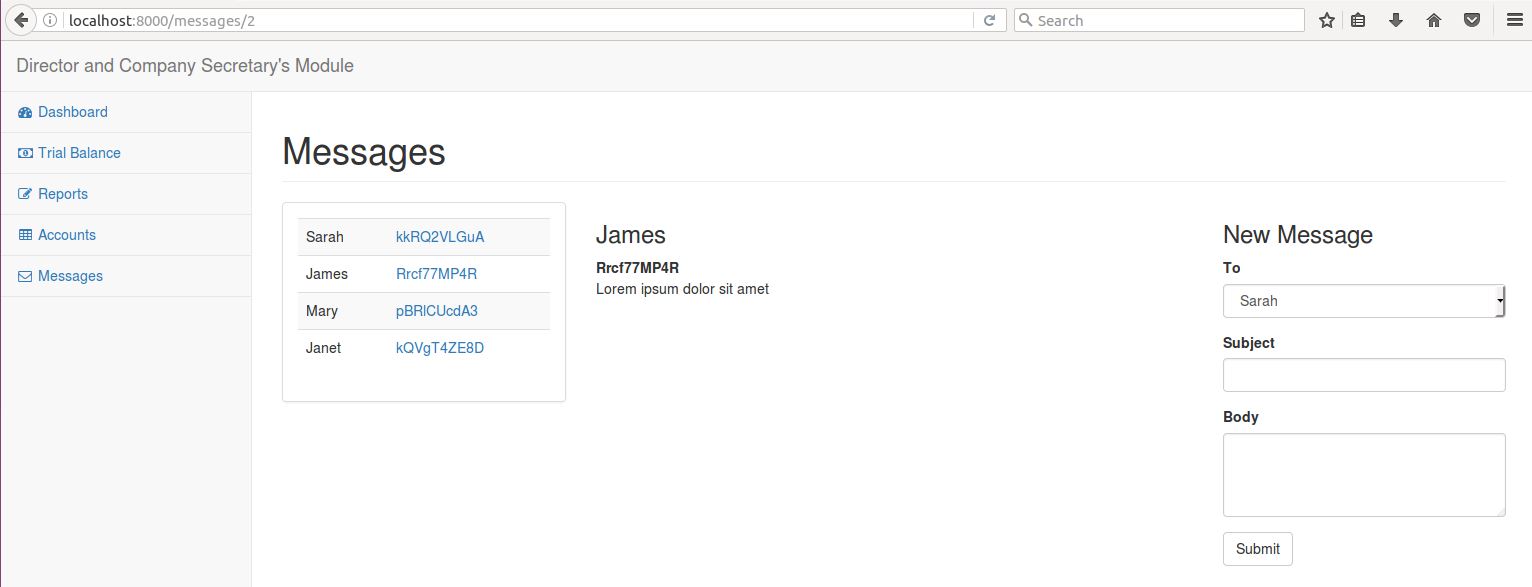 localhost:8000/messages/2
Search
Director and Company Secretary's Module
Dashboard
Trial Balance
Reports
Accounts
Messages
Messages
Sarah kkRQ2VLGuA
James Rrcf77MP4R
Mary pBRlCUcdA3
Janet kQVgT4ZE8D
James
Rrcf77MP4R
Lorem ipsum dolor sit amet
New Message
To
Sarah
Subject
Body
Submit